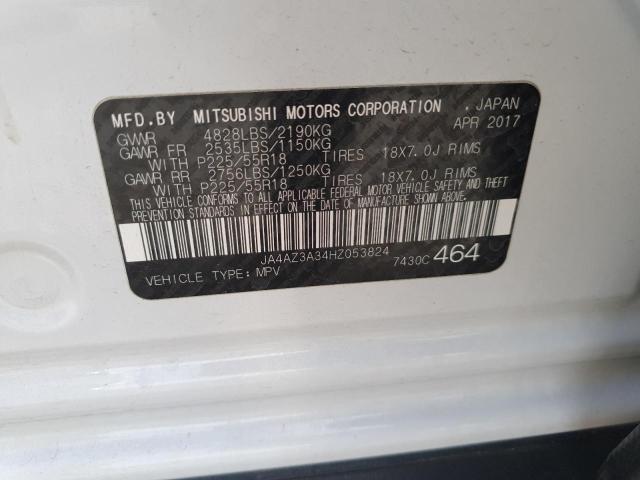 MFD.BY MITSUBISHI MOTORS CORPORATION . JAPAN
GVWR 4828LBS/2190KG APR 2017
GAWR FR 2535LBS/1150KG
WITH P225/55R18 TIRES 18X7.0J RIMS
GAWR RR 2756LBS/1250KG
WITH P225/55R18 TIRES 18X7.0J RIMS
THIS VEHICLE CONFORMS TO ALL APPLICABLE FEDERAL MOTOR VEHICLE SAFETY AND THEFT
PREVENTION STANDARDS IN EFFECT ON THE DATE OF MANUFACTURE SHOWN ABOVE.
JA4AZ3A34HZ053824 7430C 464
VEHICLE TYPE: MPV